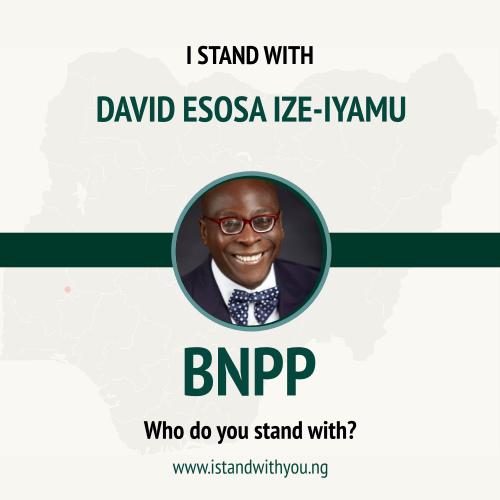 I STAND WITH
DAVID ESOSA IZE-IYAMU
BNPP
Who do you stand with?
www.istandwithyou.ng